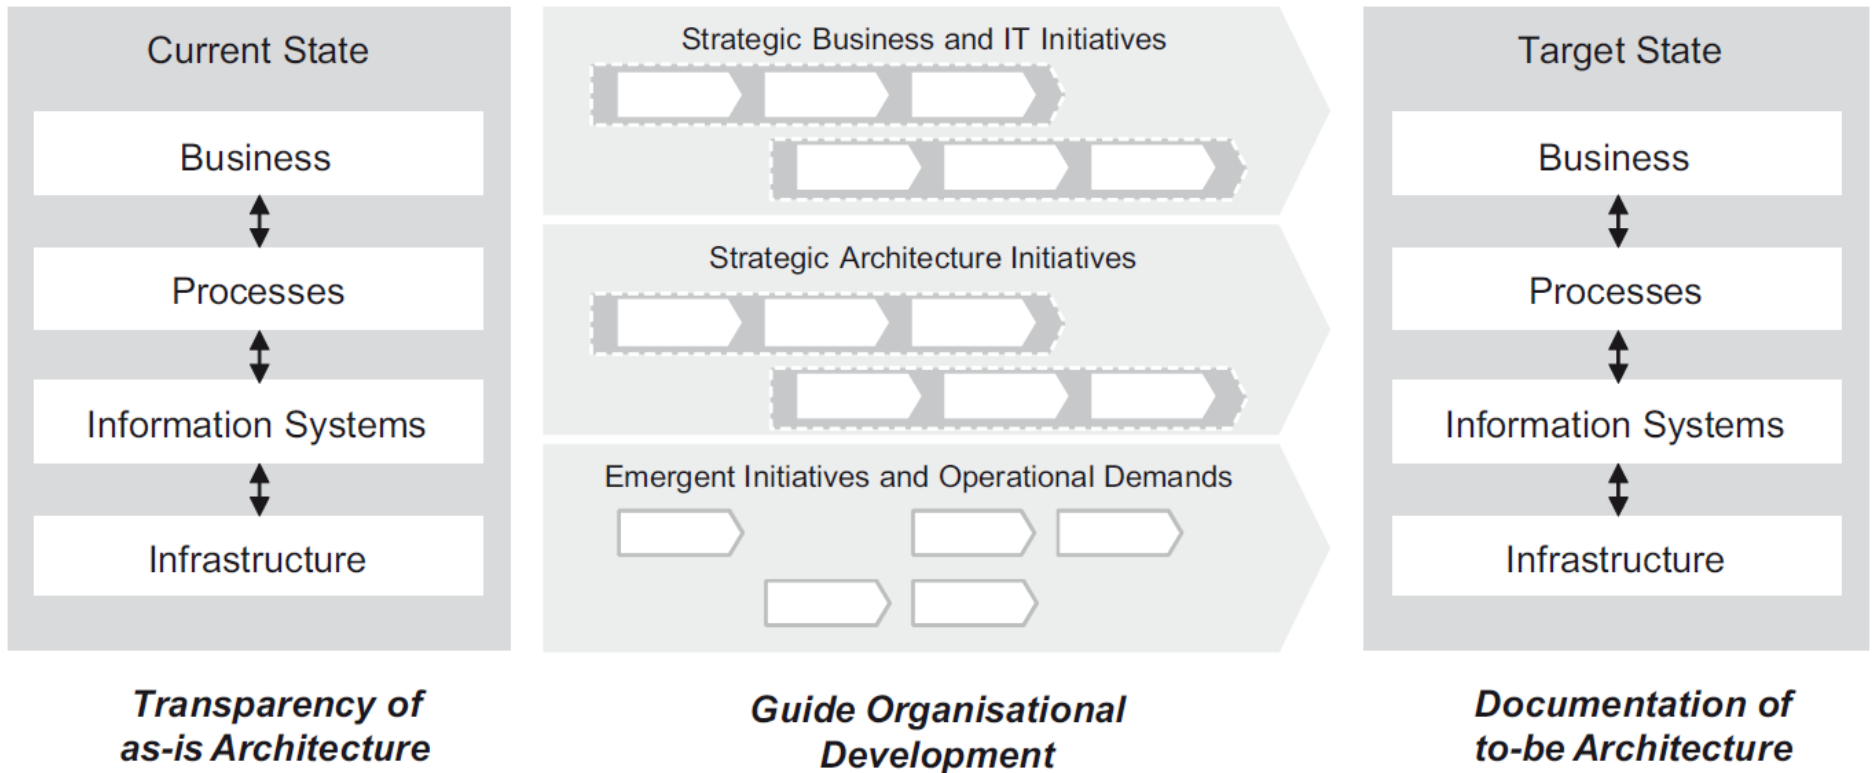 Current State
Business
Processes
Information Systems
Infrastructure
Transparency of
as-is Architecture
Strategic Business and IT Initiatives
Strategic Architecture Initiatives
Emergent Initiatives and Operational Demands
Guide Organisational
Development
Target State
Business
Processes
Information Systems
Infrastructure
Documentation of
to-be Architecture